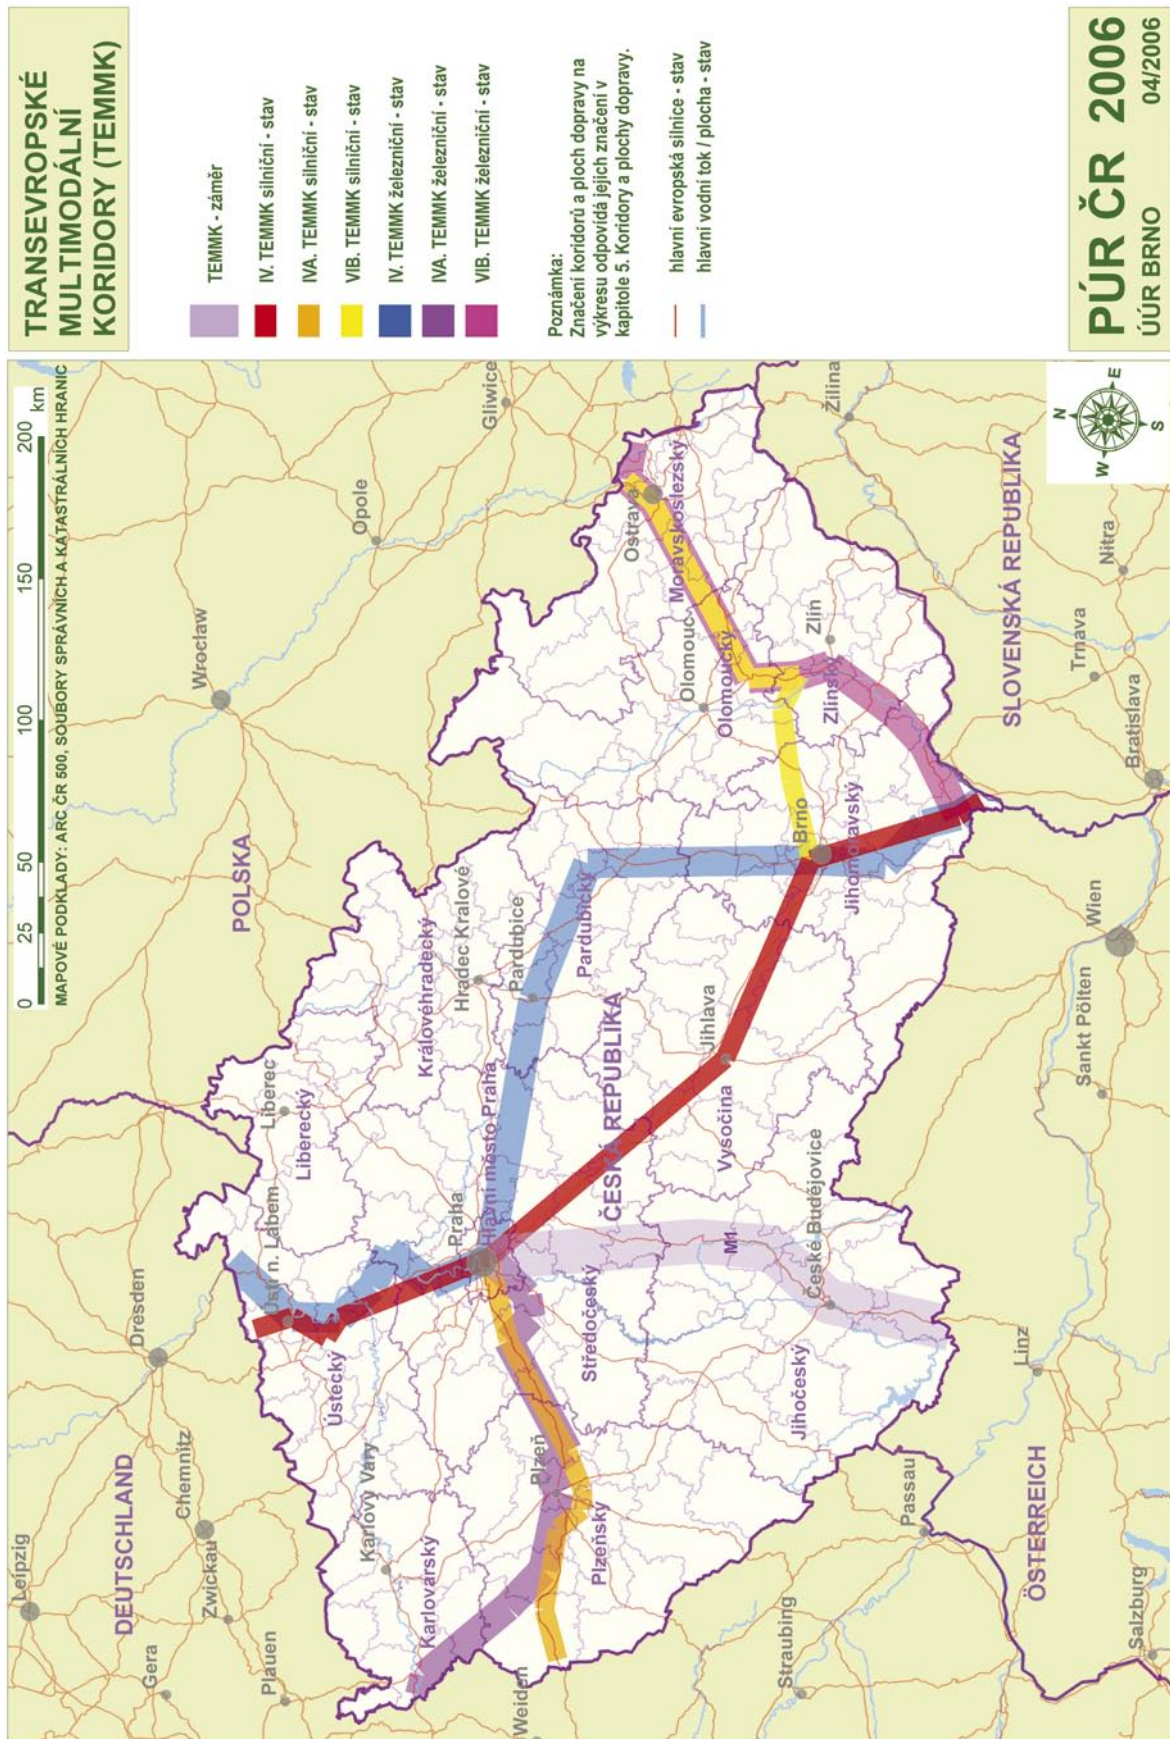 TRANSEVROPSKÉ
MULTIMODÁLNÍ
KORIDORY (TEMMK)
TEMMK - záměr
IV. TEMMK silniční - stav
IVA. TEMMK silniční - stav
VIB. TEMMK silniční - stav
IV. TEMMK železniční - stav
IVA. TEMMK železniční - stav
VIB. TEMMK železniční - stav
Poznámka:
Značení koridorů a ploch dopravy na
výkresu odpovídá jejich značení v
kapitole 5. Koridory a plochy dopravy.
hlavní evropská silnice - stav
hlavní vodní tok / plocha - stav
PÚR ČR 2006
ÚÚR BRNO 04/2006
0 25 50 100 150 200 km
MAPOVÉ PODKLADY: ARC ČR 500, SOUBORY SPRÁVNÍCH A KATASTRÁLNÍCH HRANIC
Leipzig
DEUTSCHLAND
Gera
Zwickau
Chemnitz
Dresden
Plauen
POLSKA
Wrocław
Opole
Gliwice
Ústí n. Labem
Liberec
Liberecký
Ústecký
Karlovy Vary
Karlovarský
Královéhradecký
Hradec Králové
Praha
Hlavní město Praha
Pardubice
Pardubický
Weiden
Plzeň
Plzeňský
Středočeský
ČESKÁ REPUBLIKA
Ostrava
Moravskoslezský
Olomouc
Olomoucký
Jihlava
Vysočina
M1
České Budějovice
Jihočeský
Brno
Jihomoravský
Zlín
Zlínský
Žilina
Straubing
Passau
Linz
ÖSTERREICH
Salzburg
Sankt Pölten
Wien
SLOVENSKÁ REPUBLIKA
Bratislava
Trnava
Nitra
N
W
E
S